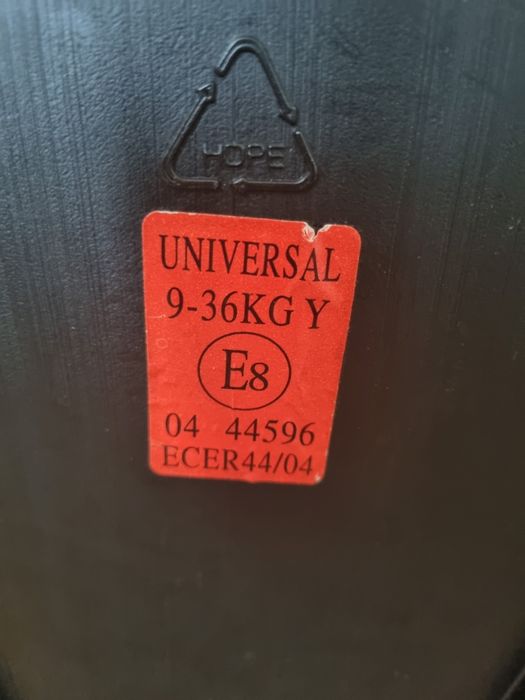 HDPE
UNIVERSAL
9-36KG Y
E8
04 44596
ECER44/04